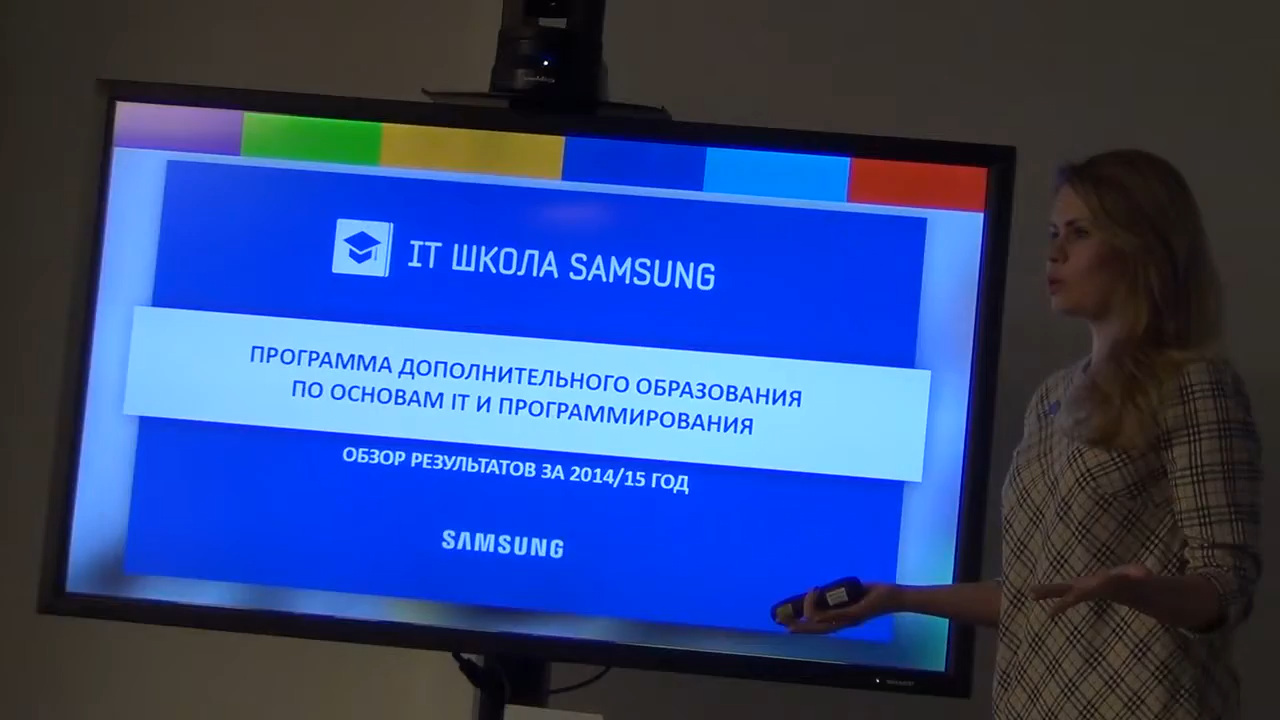 IT ШКОЛА SAMSUNG
ПРОГРАММА ДОПОЛНИТЕЛЬНОГО ОБРАЗОВАНИЯ
ПО ОСНОВАМ IT И ПРОГРАММИРОВАНИЯ
ОБЗОР РЕЗУЛЬТАТОВ ЗА 2014/15 ГОД
SAMSUNG